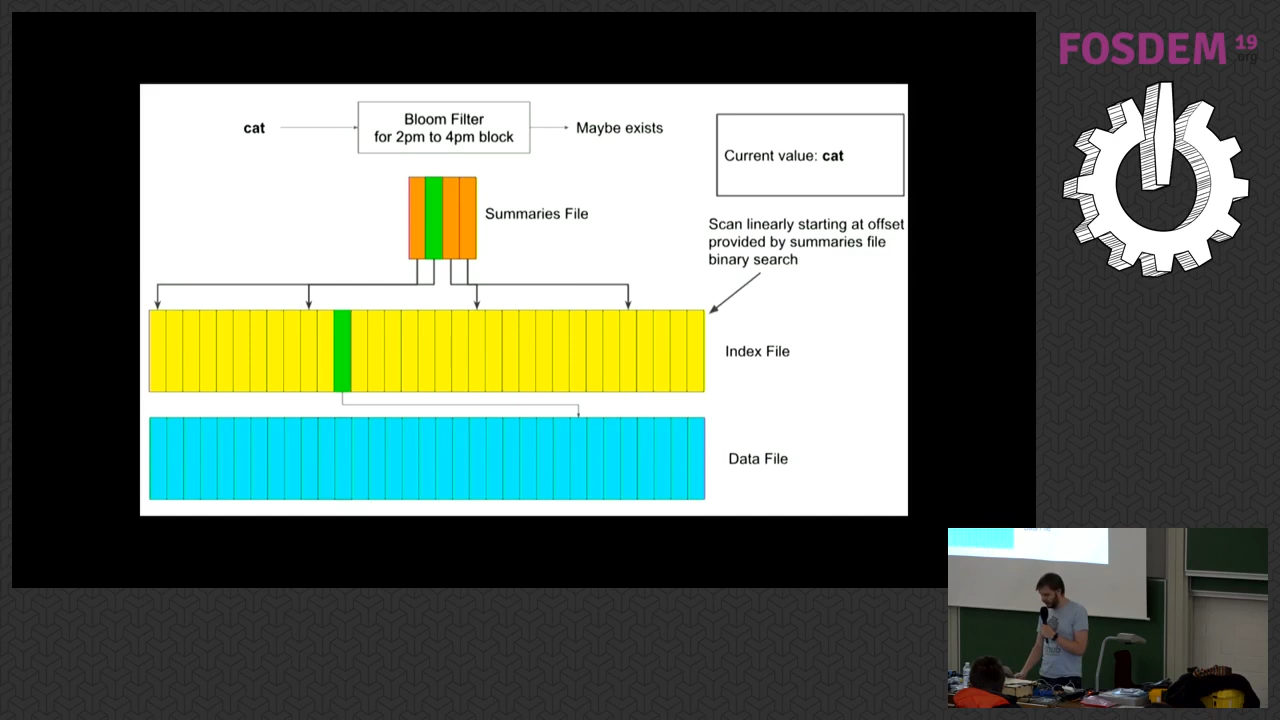 FOSDEM 19
.org
cat
Bloom Filter
for 2pm to 4pm block
Maybe exists
Current value: cat
Summaries File
Scan linearly starting at offset
provided by summaries file
binary search
Index File
Data File